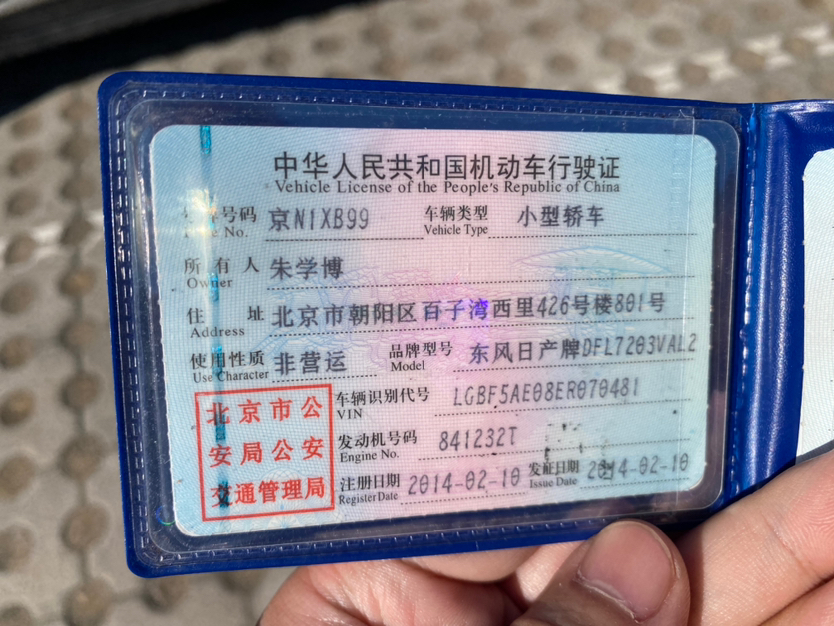 中华人民共和国机动车行驶证
Vehicle License of the People's Republic of China
号码 京N1XB99 车辆类型 小型轿车
No. Vehicle Type
所有人 朱学博
Owner
住址 北京市朝阳区百子湾西里426号楼801号
Address
使用性质 非营运 品牌型号 东风日产牌DFL7203VAL2
Use Character Model
北京市公
安局公安
交通管理局
车辆识别代号 LGBF5AE08ER070481
VIN
发动机号码 841232T
Engine No.
注册日期 2014-02-10 发证日期 2014-02-10
Register Date Issue Date